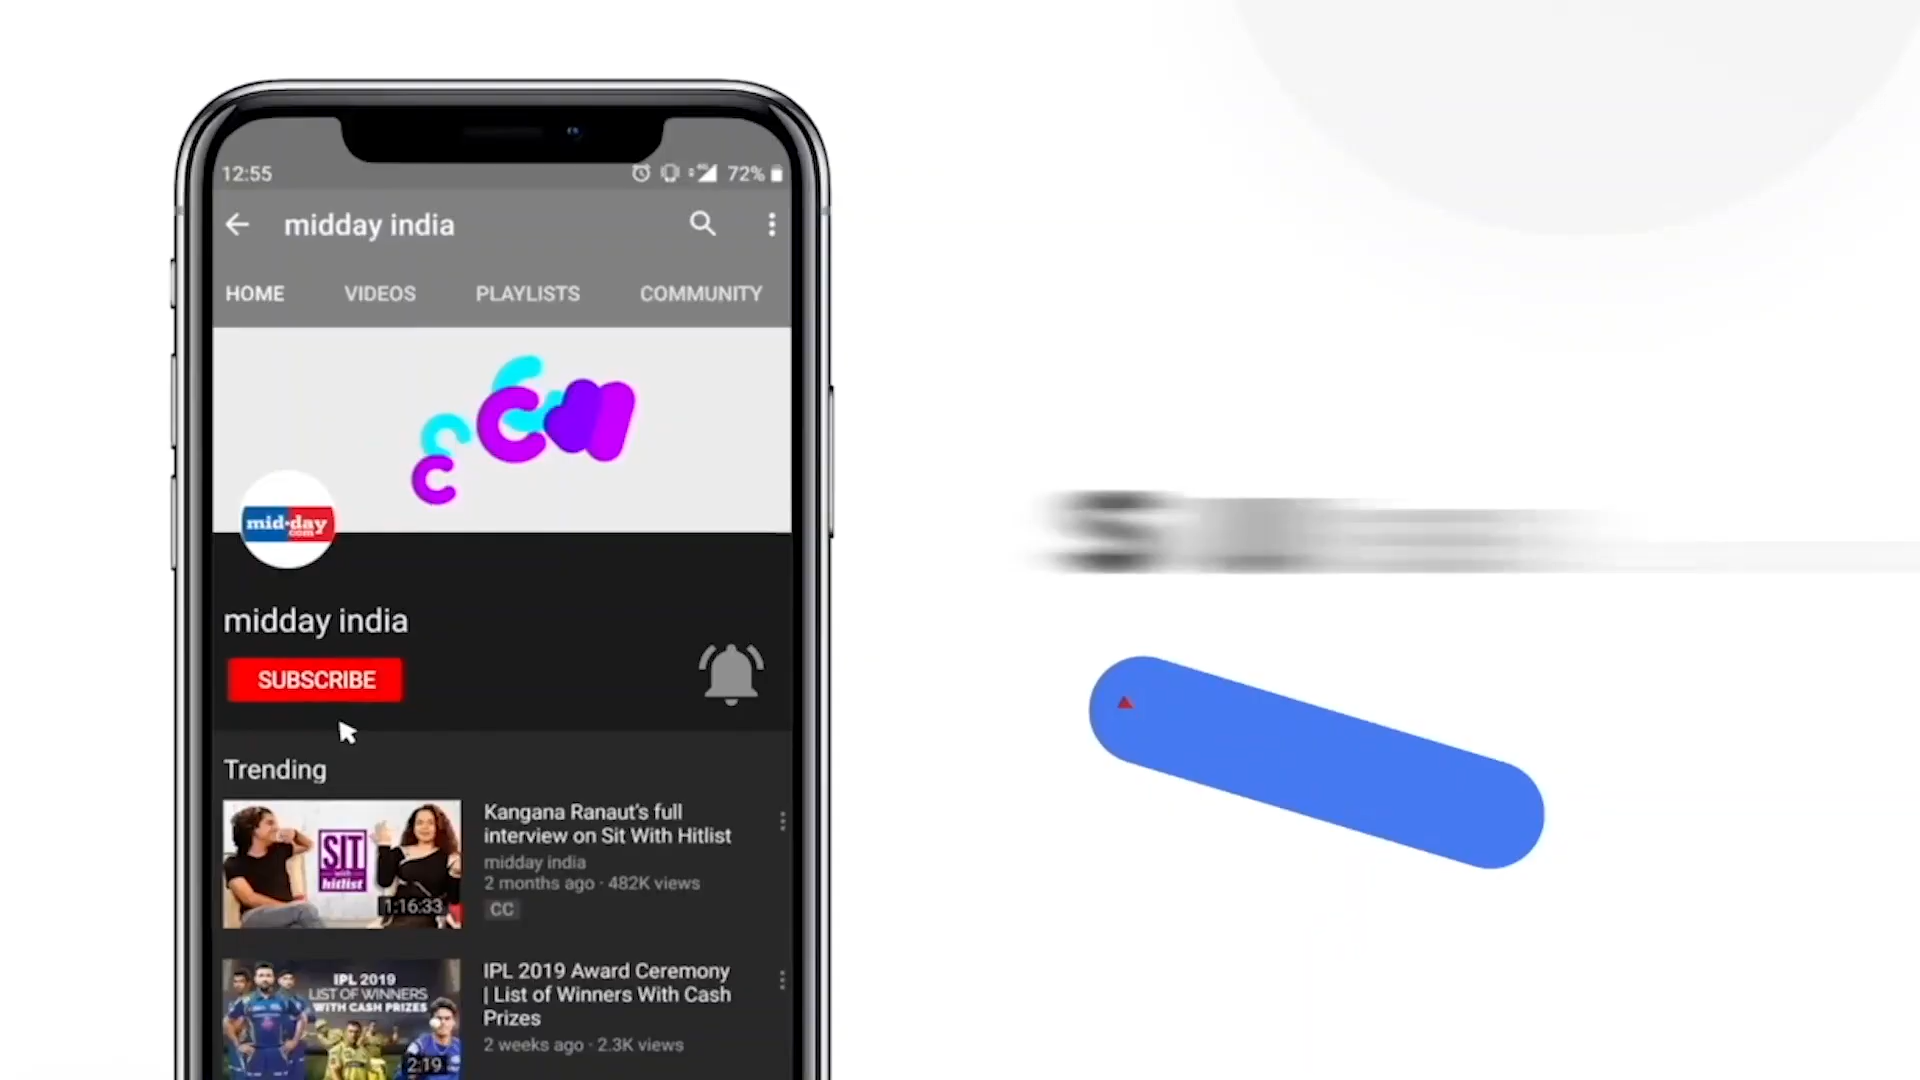 12:55
72%
midday india
HOME
VIDEOS
PLAYLISTS
COMMUNITY
mid-day
.com
midday india
SUBSCRIBE
Trending
SIT
with
hitlist
1:16:33
Kangana Ranaut's full
interview on Sit With Hitlist
midday india
2 months ago · 482K views
CC
IPL 2019
LIST OF WINNERS
WITH CASH PRIZES
2:19
IPL 2019 Award Ceremony
| List of Winners With Cash
Prizes
2 weeks ago · 2.3K views